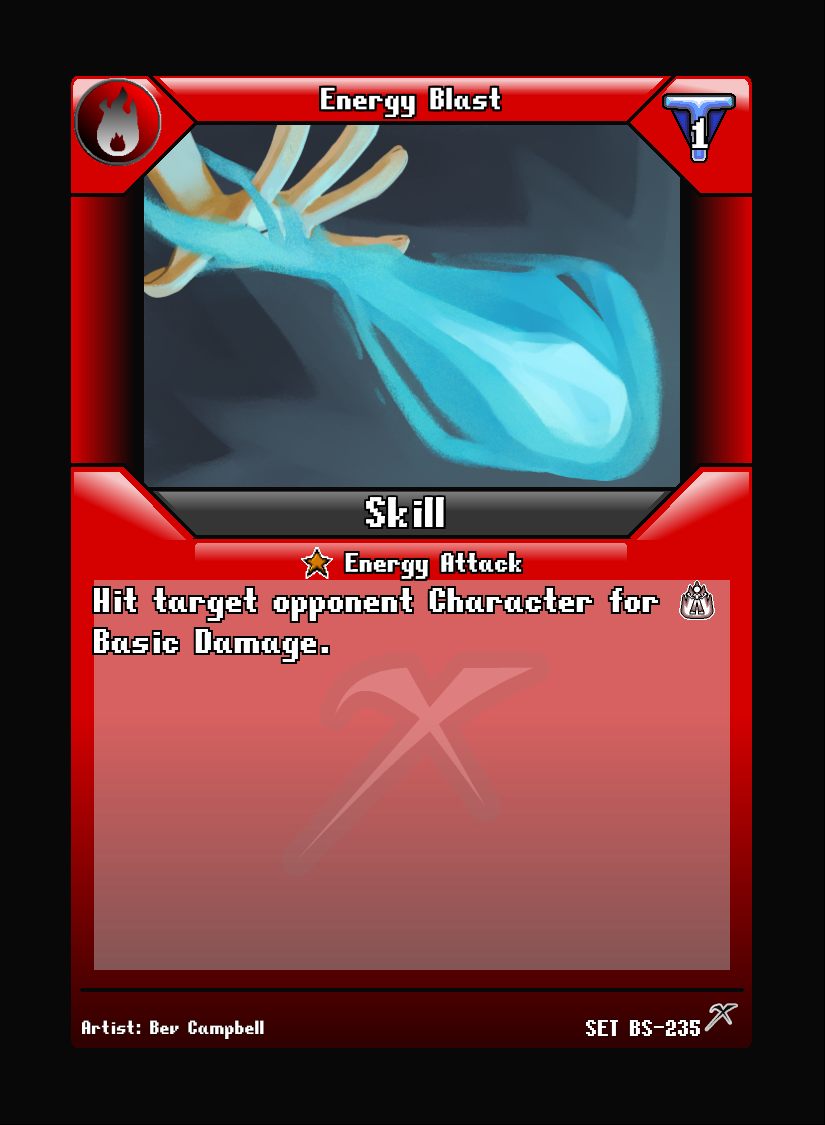 Energy Blast
1
Skill
Energy Attack
Hit target opponent Character for
Basic Damage.
Artist: Bev Campbell
SET BS-235